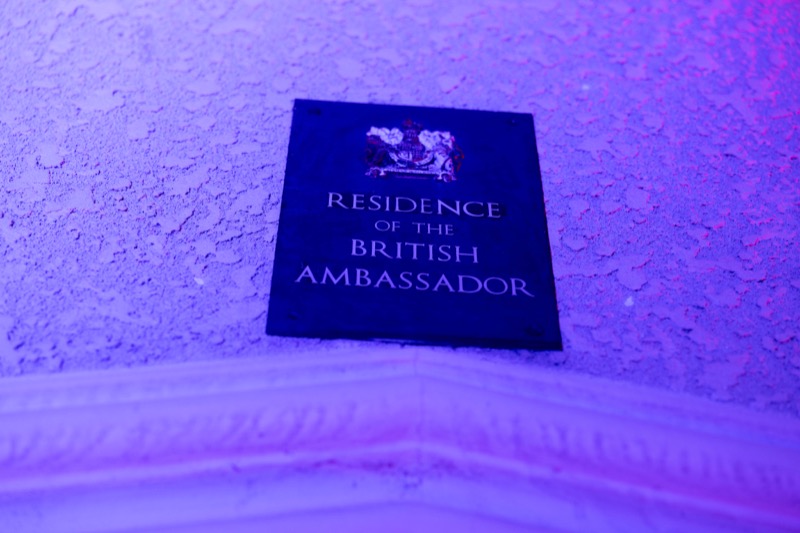 RESIDENCE
OF THE
BRITISH
AMBASSADOR